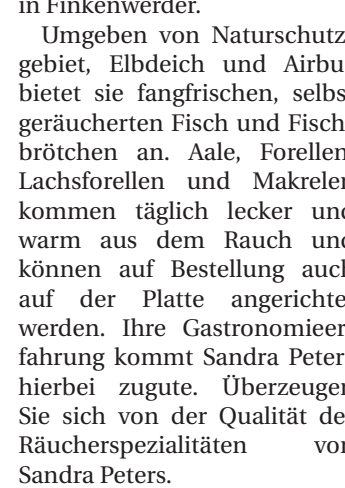 in Finkenwerder.
Umgeben von Naturschutz
gebiet, Elbdeich und Airbu
bietet sie fangfrischen, selbs
geräucherten Fisch und Fisch
brötchen an. Aale, Forellen
Lachsforellen und Makrelen
kommen täglich lecker und
warm aus dem Rauch und
können auf Bestellung auch
auf der Platte angerichte
werden. Ihre Gastronomieer
fahrung kommt Sandra Peter
hierbei zugute. Überzeugen
Sie sich von der Qualität de
Räucherspezialitäten von
Sandra Peters.